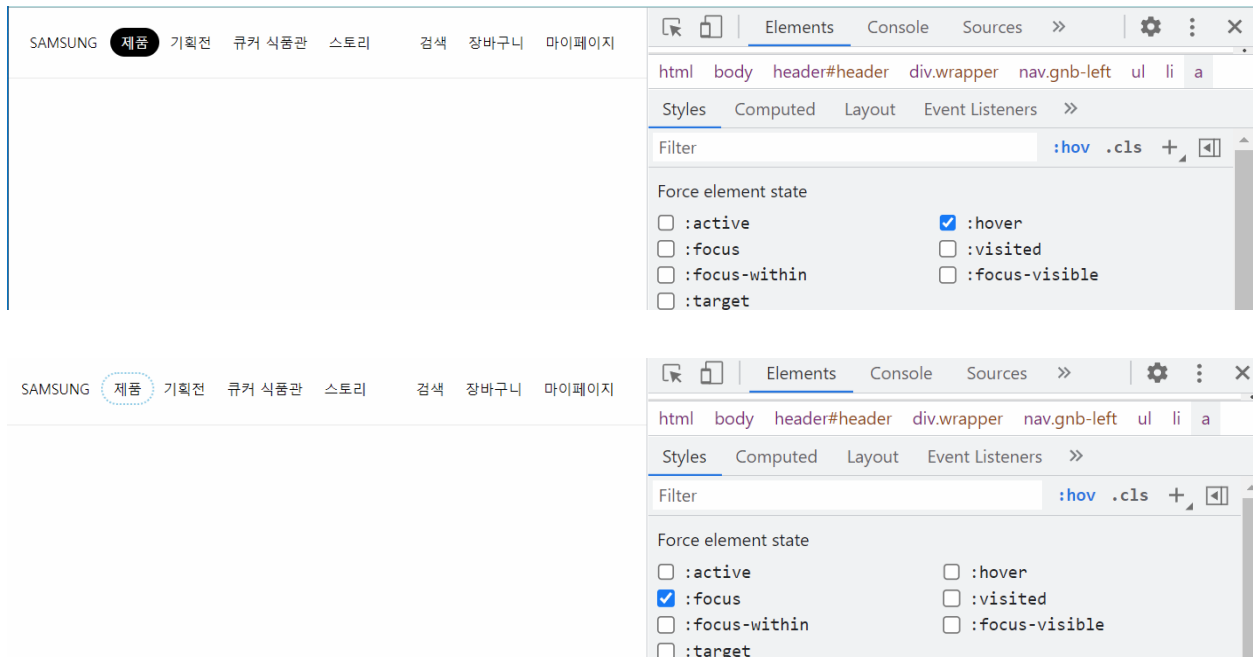 SAMSUNG 제품 기획전 큐커 식품관 스토리 검색 장바구니 마이페이지
Elements Console Sources
html body header#header div.wrapper nav.gnb-left ul li a
Styles Computed Layout Event Listeners
Filter :hov .cls
Force element state
:active :hover
:focus :visited
:focus-within :focus-visible
:target
SAMSUNG 제품 기획전 큐커 식품관 스토리 검색 장바구니 마이페이지
Elements Console Sources
html body header#header div.wrapper nav.gnb-left ul li a
Styles Computed Layout Event Listeners
Filter :hov .cls
Force element state
:active :hover
:focus :visited
:focus-within :focus-visible
:target